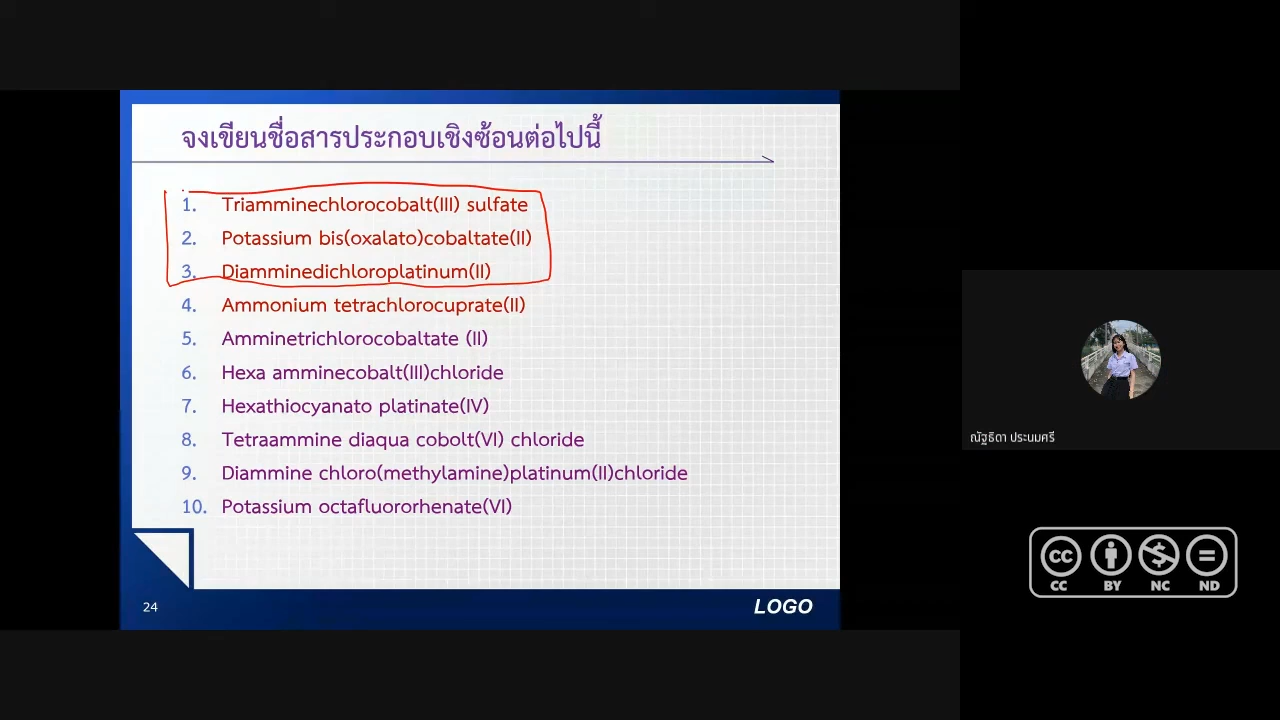 จงเขียนชื่อสารประกอบเชิงซ้อนต่อไปนี้
1. Triamminechlorocobalt(III) sulfate
2. Potassium bis(oxalato)cobaltate(II)
3. Diamminedichloroplatinum(II)
4. Ammonium tetrachlorocuprate(II)
5. Amminetrichlorocobaltate (II)
6. Hexa amminecobalt(III)chloride
7. Hexathiocyanato platinate(IV)
8. Tetraammine diaqua cobolt(VI) chloride
9. Diammine chloro(methylamine)platinum(II)chloride
10. Potassium octafluororhenate(VI)
24
LOGO
ณัฐธิดา ประนมศรี
CC
CC BY NC ND